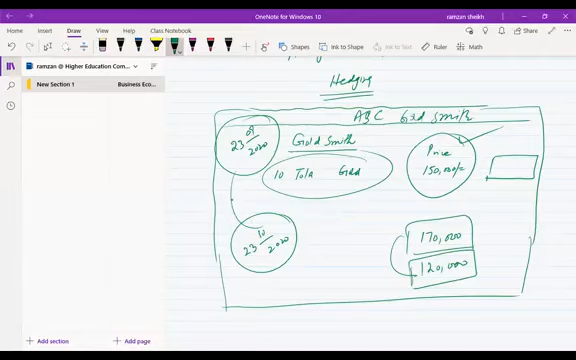 OneNote for Windows 10
ramzan sheikh
Home Insert Draw View Help Class Notebook
Share
Shapes Ink to Shape Ink to Text Ruler Math
ramzan @ Higher Education Com...
New Section 1 Business Eco...
Hedging
ABC Gold Smith
23 09/2020
Gold Smith
10 Tola Gold
Price
150,000/=
23 10/2020
170,000
120,000
Add section Add page